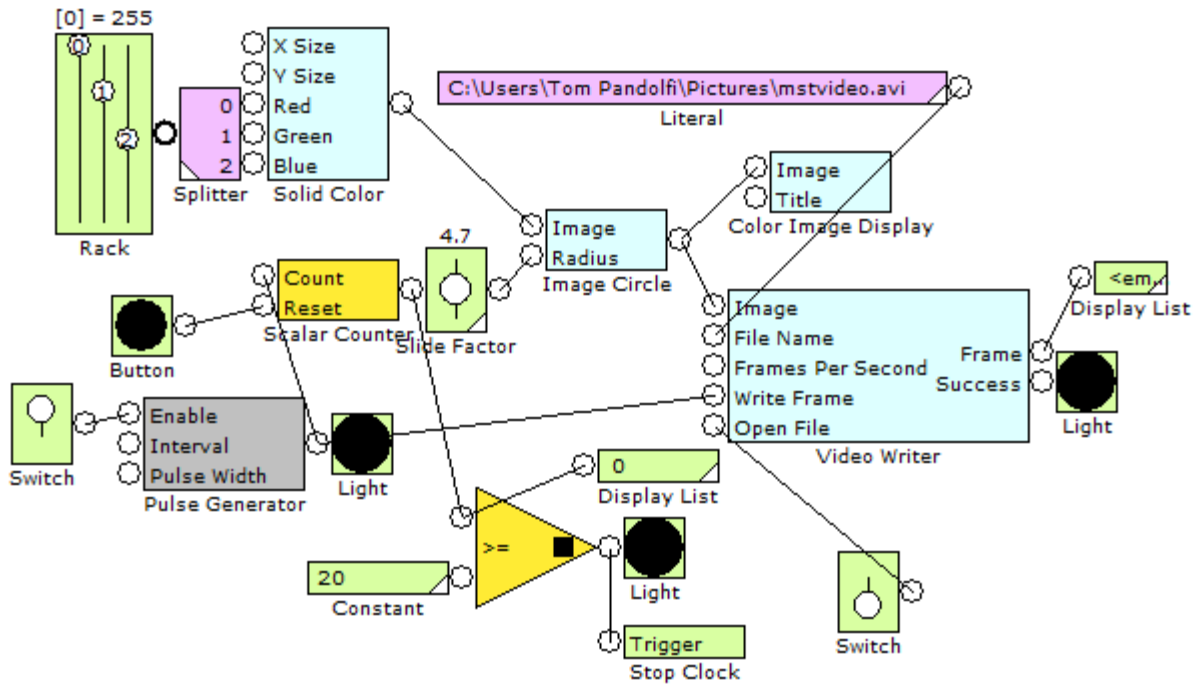 [0] = 255
0
1
2
Rack
0
1
2
Splitter
X Size
Y Size
Red
Green
Blue
Solid Color
C:\Users\Tom Pandolfi\Pictures\mstvideo.avi
Literal
Image
Title
Color Image Display
4.7
Slide Factor
Image
Radius
Image Circle
Count
Reset
Scalar Counter
Button
Switch
Enable
Interval
Pulse Width
Pulse Generator
Light
Image
File Name
Frames Per Second
Write Frame
Open File
Frame
Success
Video Writer
<em..
Display List
Light
0
Display List
>=
20
Constant
Light
Trigger
Stop Clock
Switch